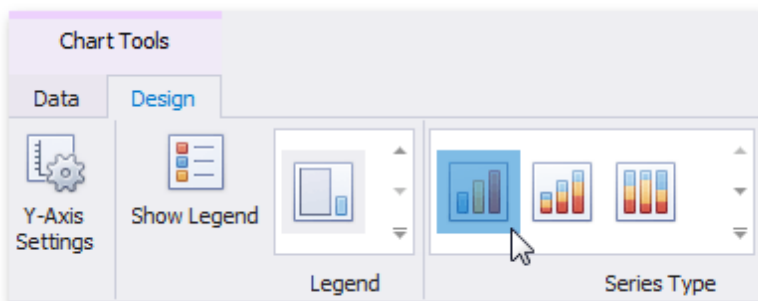 Chart Tools
Data
Design
Y-Axis
Settings
Show Legend
Legend
Series Type